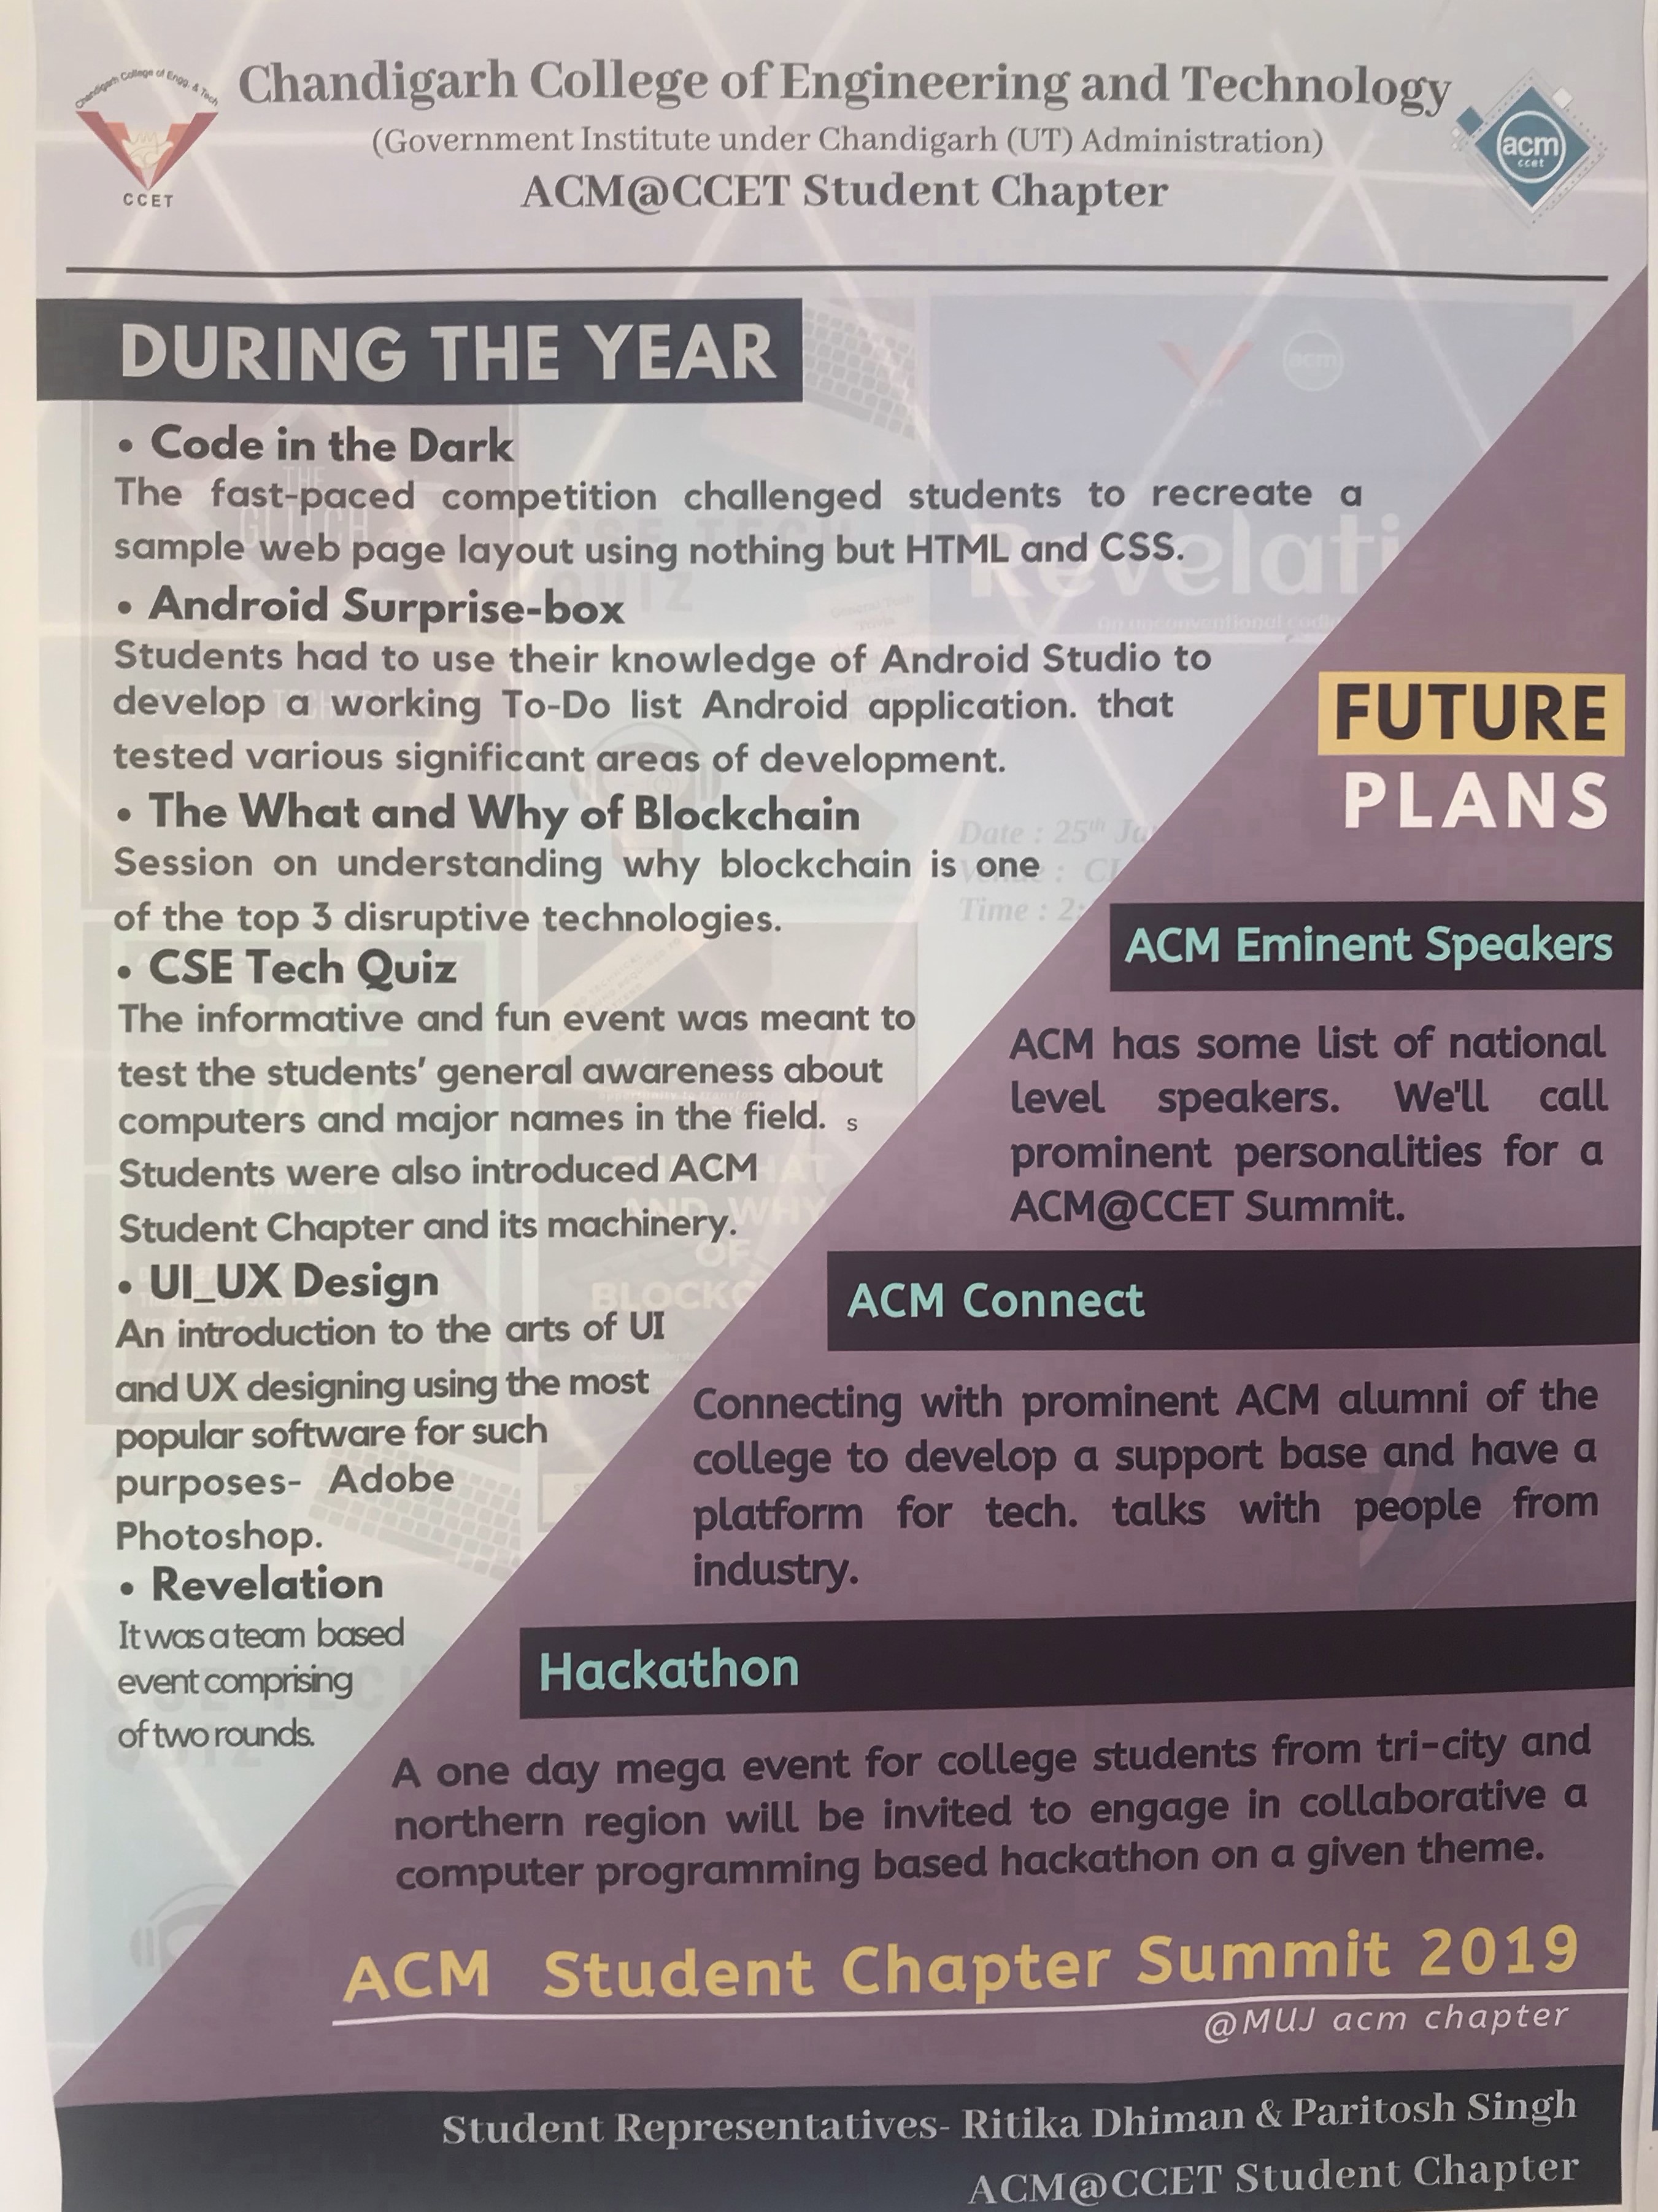 Chandigarh College of Engg. & Tech
CCET
Chandigarh College of Engineering and Technology
(Government Institute under Chandigarh (UT) Administration)
ACM@CCET Student Chapter
acm
ccet
DURING THE YEAR
• Code in the Dark
The fast-paced competition challenged students to recreate a
sample web page layout using nothing but HTML and CSS.
• Android Surprise-box
Students had to use their knowledge of Android Studio to
develop a working To-Do list Android application. that
tested various significant areas of development.
• The What and Why of Blockchain
Session on understanding why blockchain is one
of the top 3 disruptive technologies.
• CSE Tech Quiz
The informative and fun event was meant to
test the students' general awareness about
computers and major names in the field. s
Students were also introduced ACM
Student Chapter and its machinery.
• UI_UX Design
An introduction to the arts of UI
and UX designing using the most
popular software for such
purposes- Adobe
Photoshop.
• Revelation
It was a team based
event comprising
of two rounds.
Revelati
Date : 25th Ja
Time : 2:
FUTURE
PLANS
ACM Eminent Speakers
ACM has some list of national
level speakers. We'll call
prominent personalities for a
ACM@CCET Summit.
ACM Connect
Connecting with prominent ACM alumni of the
college to develop a support base and have a
platform for tech. talks with people from
industry.
Hackathon
A one day mega event for college students from tri-city and
northern region will be invited to engage in collaborative a
computer programming based hackathon on a given theme.
ACM Student Chapter Summit 2019
@MUJ acm chapter
Student Representatives- Ritika Dhiman & Paritosh Singh
ACM@CCET Student Chapter